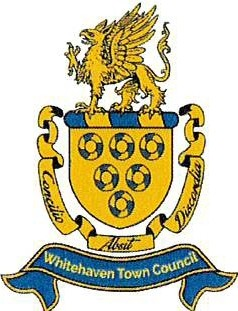 Concilio
Absit
Discordia
Whitehaven Town Council